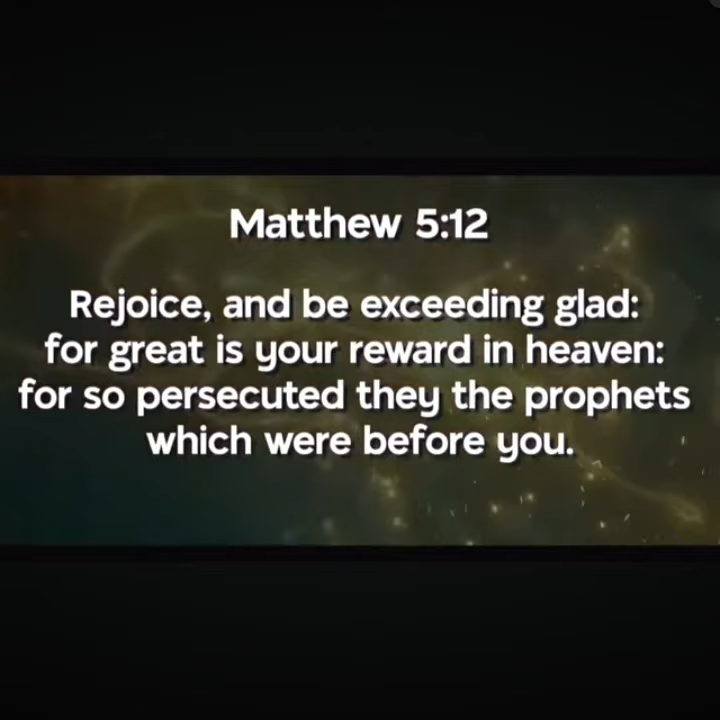 Matthew 5:12
Rejoice, and be exceeding glad:
for great is your reward in heaven:
for so persecuted they the prophets
which were before you.